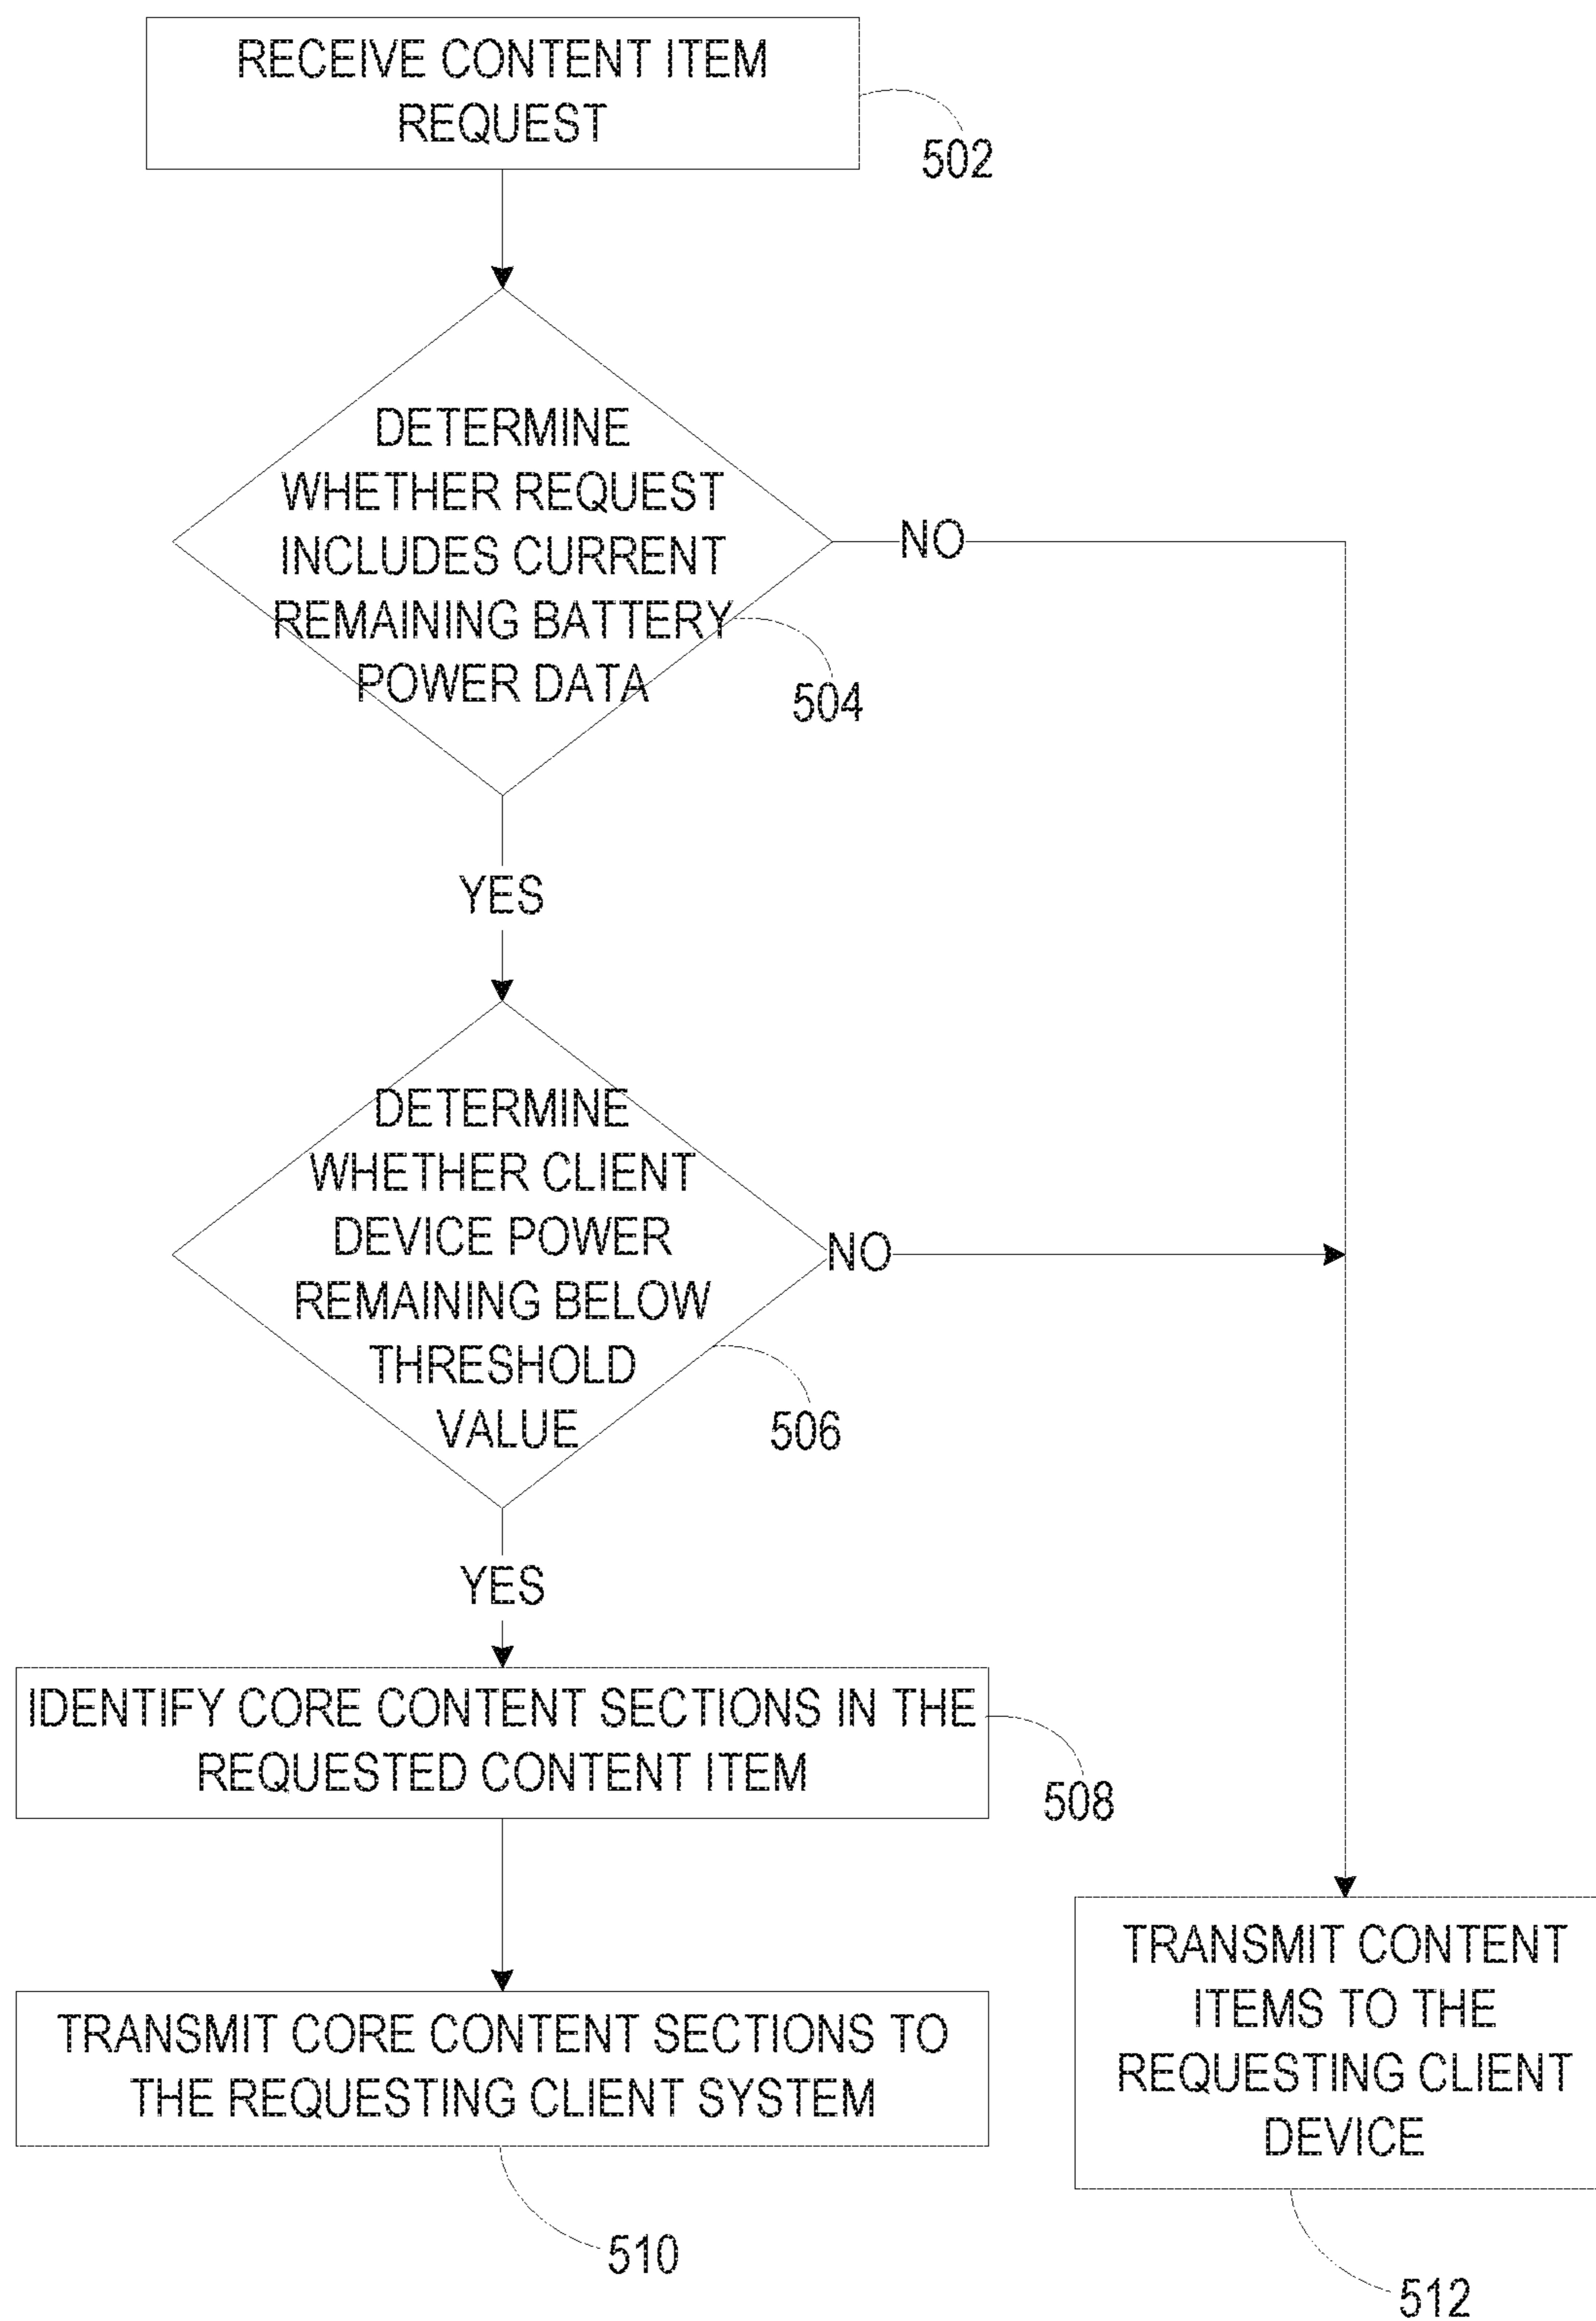 RECEIVE CONTENT ITEM
REQUEST
502
DETERMINE
WHETHER REQUEST
INCLUDES CURRENT
REMAINING BATTERY
POWER DATA
NO
504
YES
DETERMINE
WHETHER CLIENT
DEVICE POWER
REMAINING BELOW
THRESHOLD
VALUE
NO
506
YES
IDENTIFY CORE CONTENT SECTIONS IN THE
REQUESTED CONTENT ITEM
508
TRANSMIT CORE CONTENT SECTIONS TO
THE REQUESTING CLIENT SYSTEM
510
TRANSMIT CONTENT
ITEMS TO THE
REQUESTING CLIENT
DEVICE
512